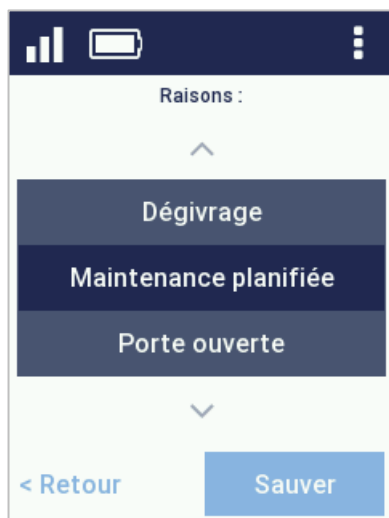 Raisons :
Dégivrage
Maintenance planifiée
Porte ouverte
< Retour
Sauver